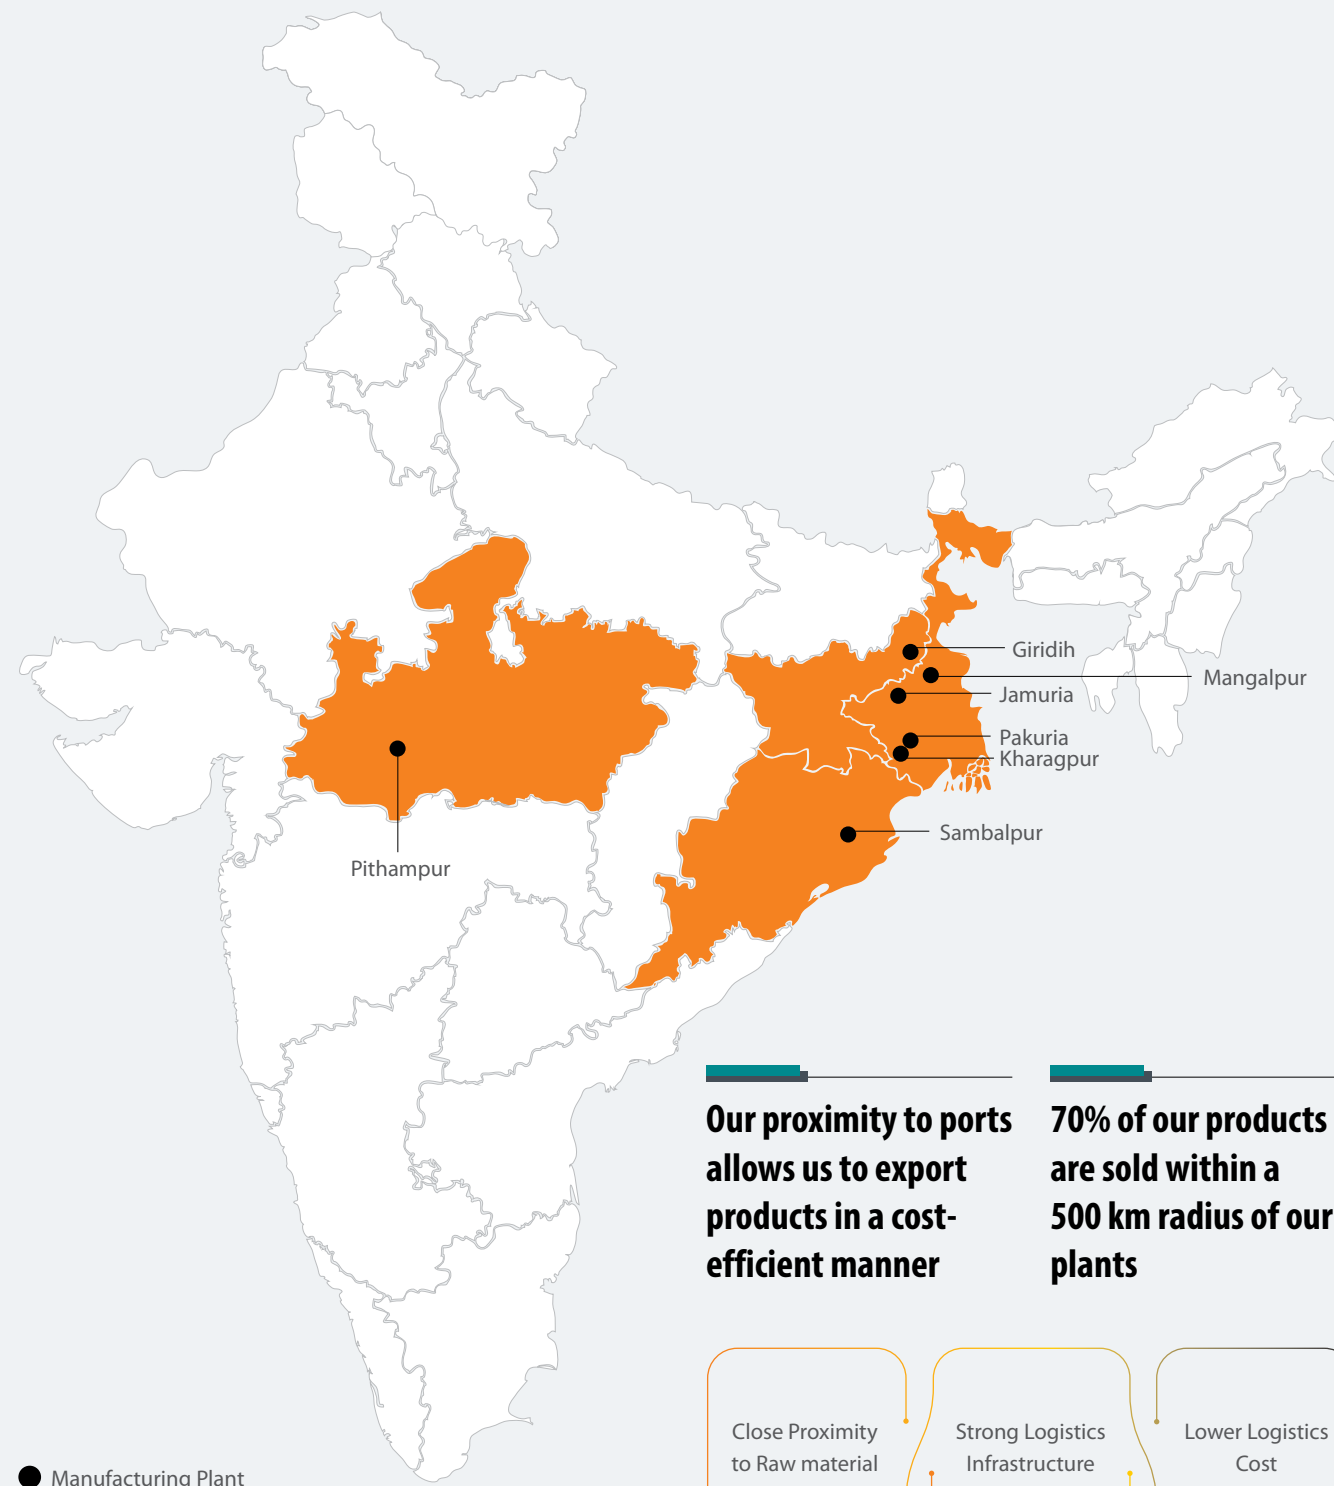 Giridih
Mangalpur
Jamuria
Pakuria
Kharagpur
Sambalpur
Pithampur
Our proximity to ports
allows us to export
products in a cost-
efficient manner
70% of our products
are sold within a
500 km radius of our
plants
Close Proximity
to Raw material
Strong Logistics
Infrastructure
Lower Logistics
Cost
Manufacturing Plant